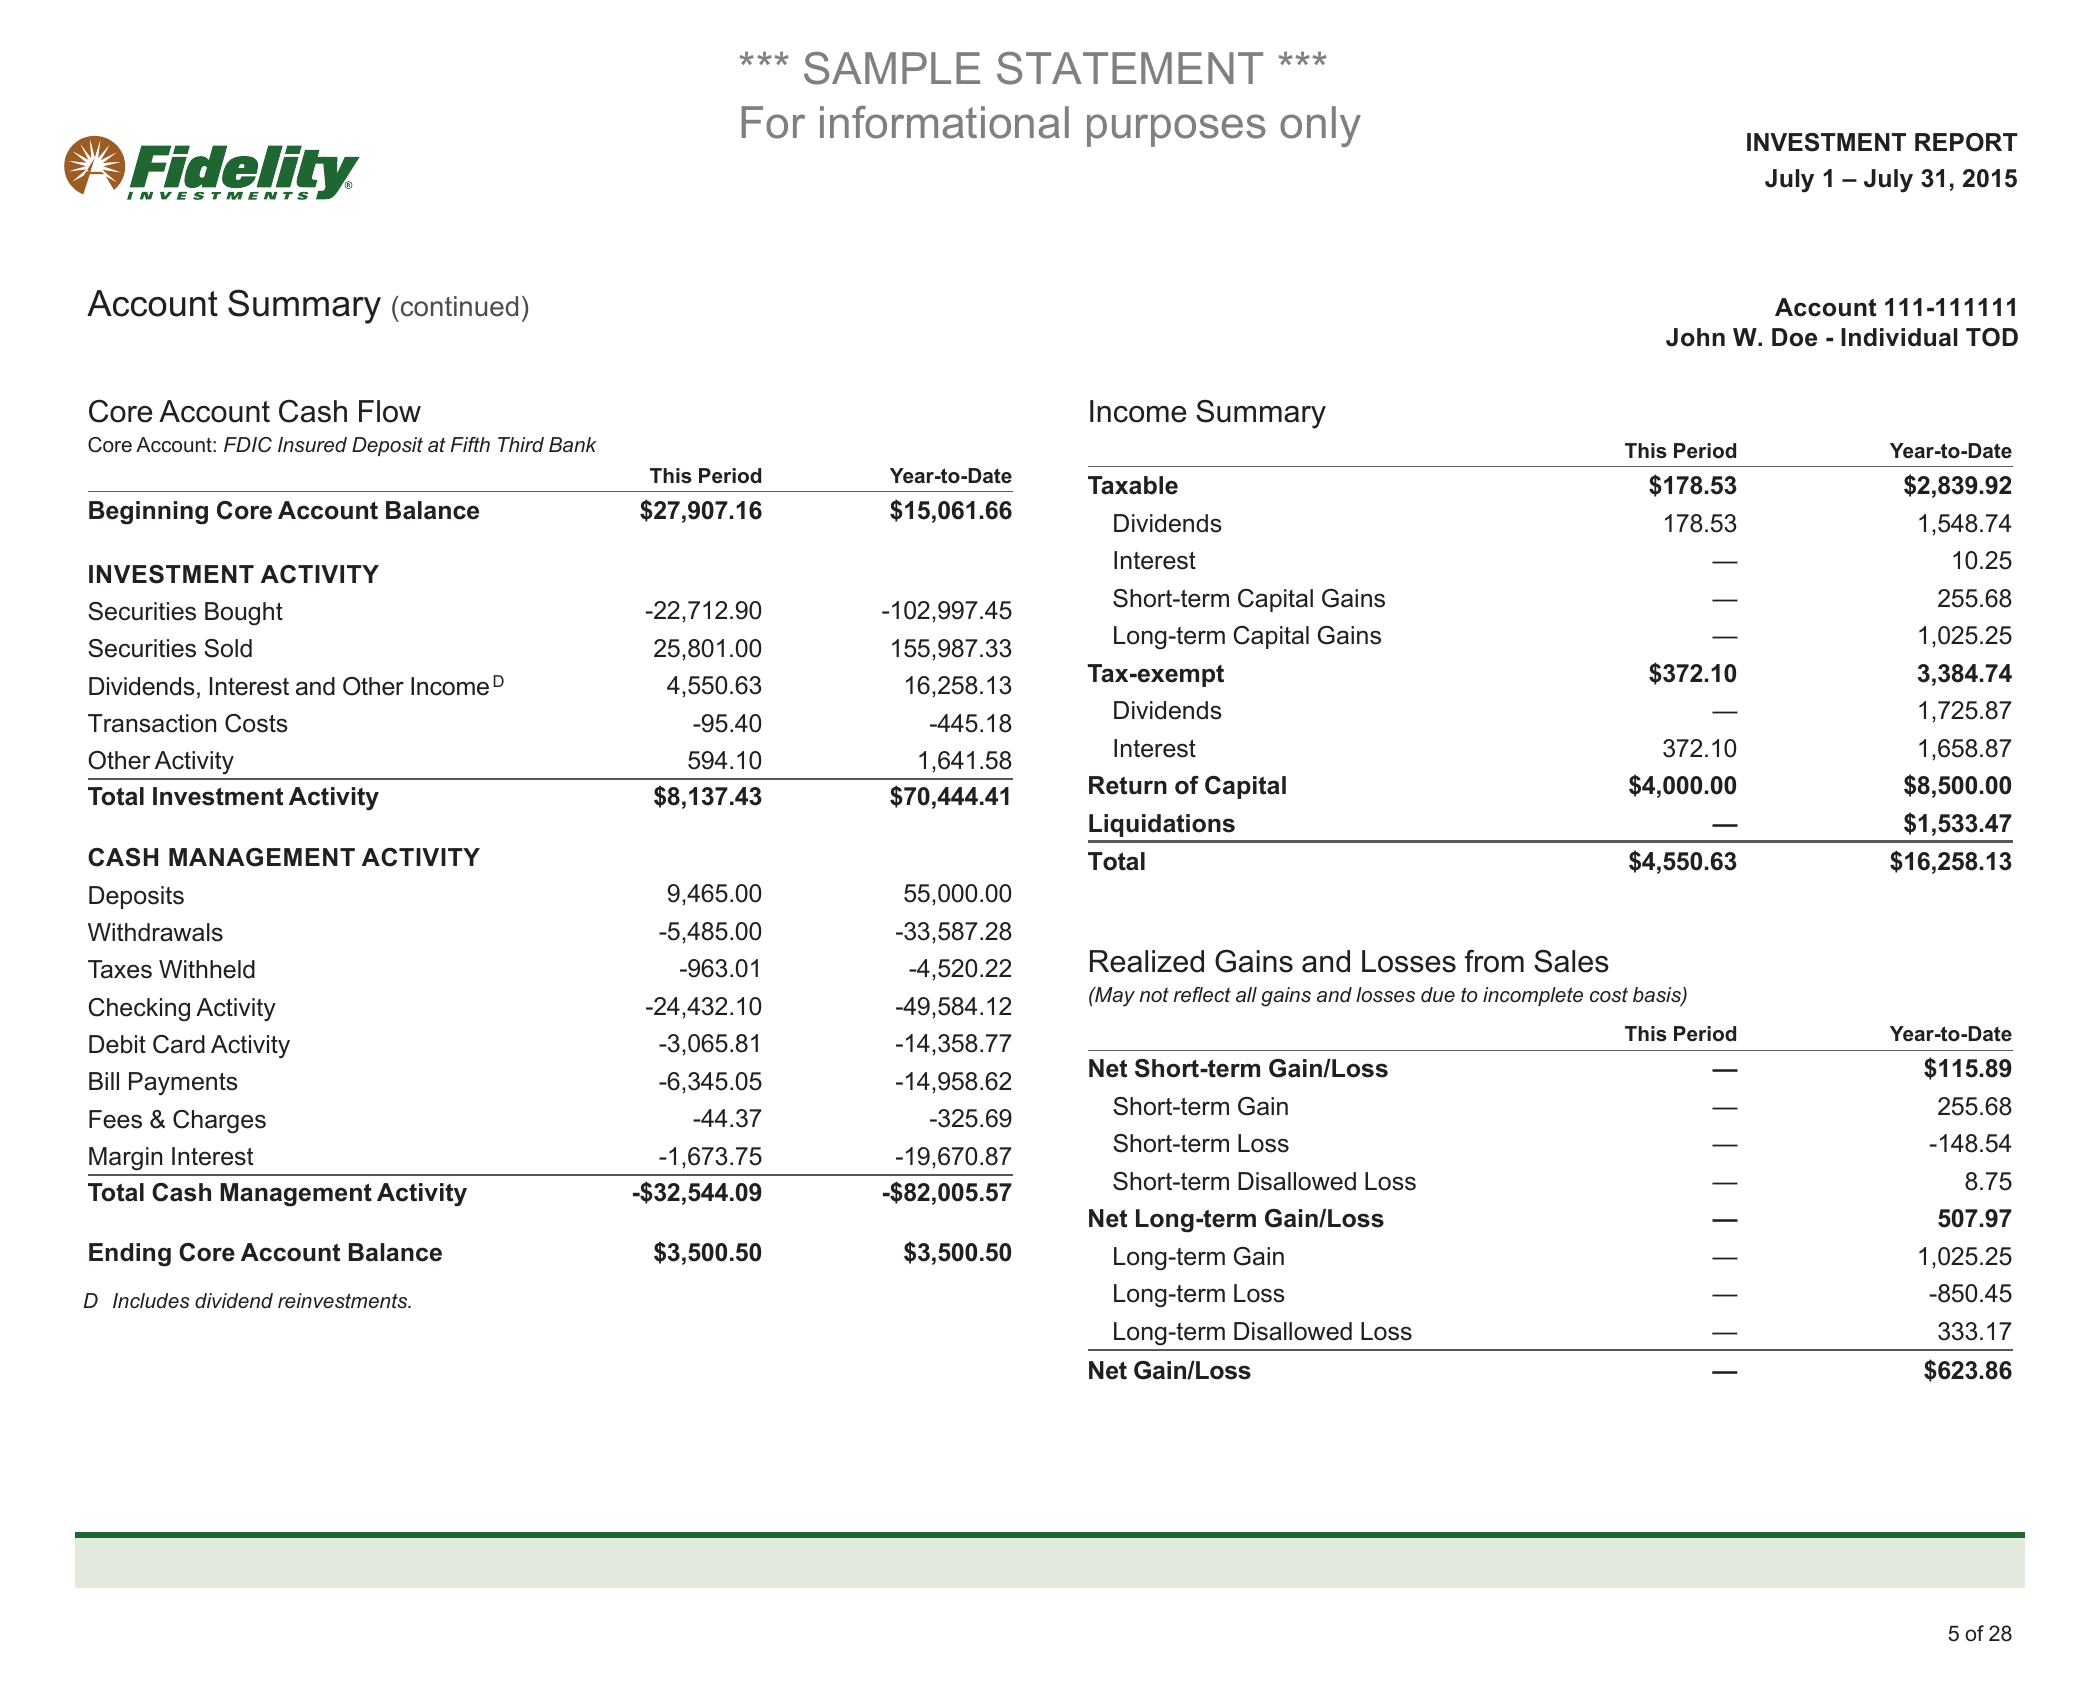 *** SAMPLE STATEMENT ***
For informational purposes only
Fidelity®
INVESTMENTS
INVESTMENT REPORT
July 1 – July 31, 2015
Account Summary (continued)
Account 111-111111
John W. Doe - Individual TOD
Core Account Cash Flow
Core Account: FDIC Insured Deposit at Fifth Third Bank
This Period Year-to-Date
Beginning Core Account Balance $27,907.16 $15,061.66
INVESTMENT ACTIVITY
Securities Bought -22,712.90 -102,997.45
Securities Sold 25,801.00 155,987.33
Dividends, Interest and Other Income D 4,550.63 16,258.13
Transaction Costs -95.40 -445.18
Other Activity 594.10 1,641.58
Total Investment Activity $8,137.43 $70,444.41
CASH MANAGEMENT ACTIVITY
Deposits 9,465.00 55,000.00
Withdrawals -5,485.00 -33,587.28
Taxes Withheld -963.01 -4,520.22
Checking Activity -24,432.10 -49,584.12
Debit Card Activity -3,065.81 -14,358.77
Bill Payments -6,345.05 -14,958.62
Fees & Charges -44.37 -325.69
Margin Interest -1,673.75 -19,670.87
Total Cash Management Activity -$32,544.09 -$82,005.57
Ending Core Account Balance $3,500.50 $3,500.50
D Includes dividend reinvestments.
Income Summary
This Period Year-to-Date
Taxable $178.53 $2,839.92
Dividends 178.53 1,548.74
Interest — 10.25
Short-term Capital Gains — 255.68
Long-term Capital Gains — 1,025.25
Tax-exempt $372.10 3,384.74
Dividends — 1,725.87
Interest 372.10 1,658.87
Return of Capital $4,000.00 $8,500.00
Liquidations — $1,533.47
Total $4,550.63 $16,258.13
Realized Gains and Losses from Sales
(May not reflect all gains and losses due to incomplete cost basis)
This Period Year-to-Date
Net Short-term Gain/Loss — $115.89
Short-term Gain — 255.68
Short-term Loss — -148.54
Short-term Disallowed Loss — 8.75
Net Long-term Gain/Loss — 507.97
Long-term Gain — 1,025.25
Long-term Loss — -850.45
Long-term Disallowed Loss — 333.17
Net Gain/Loss — $623.86
5 of 28